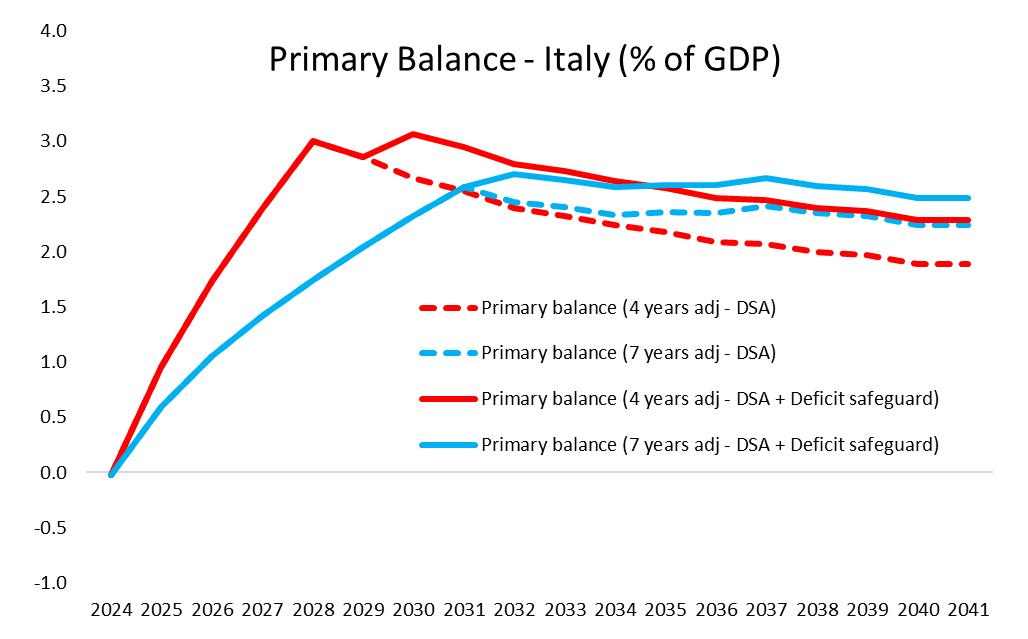 Primary Balance - Italy (% of GDP)
4.0
3.5
3.0
2.5
2.0
1.5
1.0
0.5
0.0
-0.5
-1.0
Primary balance (4 years adj - DSA)
Primary balance (7 years adj - DSA)
Primary balance (4 years adj - DSA + Deficit safeguard)
Primary balance (7 years adj - DSA + Deficit safeguard)
2024 2025 2026 2027 2028 2029 2030 2031 2032 2033 2034 2035 2036 2037 2038 2039 2040 2041